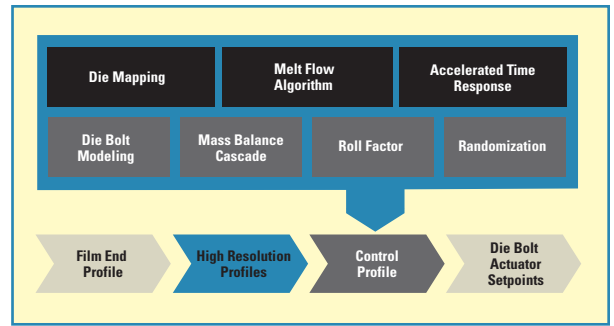 Die Mapping
Melt Flow
Algorithm
Accelerated Time
Response
Die Bolt
Modeling
Mass Balance
Cascade
Roll Factor
Randomization
Film End
Profile
High Resolution
Profiles
Control
Profile
Die Bolt
Actuator
Setpoints